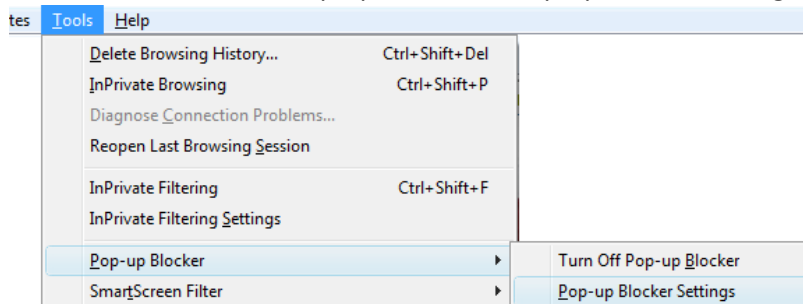 tes Tools Help
Delete Browsing History... Ctrl+Shift+Del
InPrivate Browsing Ctrl+Shift+P
Diagnose Connection Problems...
Reopen Last Browsing Session
InPrivate Filtering Ctrl+Shift+F
InPrivate Filtering Settings
Pop-up Blocker Turn Off Pop-up Blocker
SmartScreen Filter Pop-up Blocker Settings